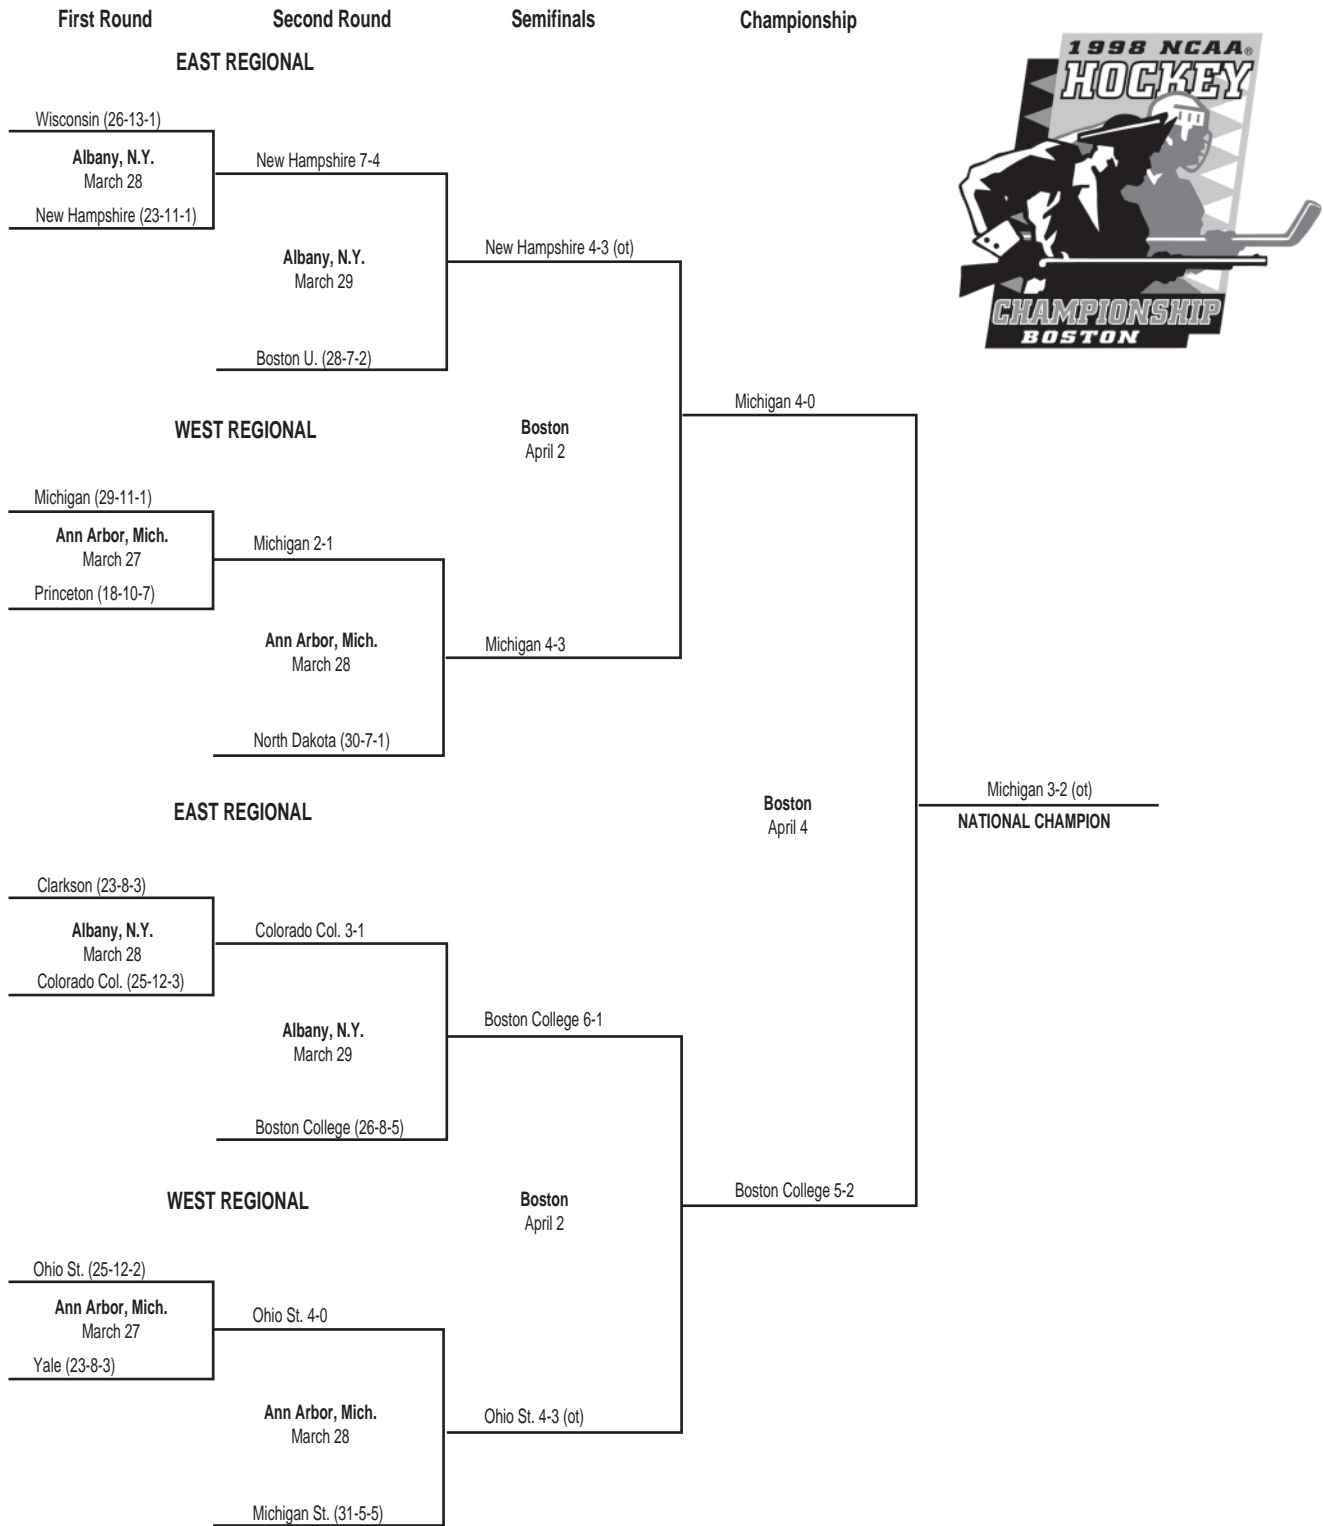 First Round Second Round Semifinals Championship
1998 NCAA®
HOCKEY
CHAMPIONSHIP
BOSTON
EAST REGIONAL
Wisconsin (26-13-1)
Albany, N.Y.
March 28
New Hampshire (23-11-1)
New Hampshire 7-4
Albany, N.Y.
March 29
Boston U. (28-7-2)
New Hampshire 4-3 (ot)
WEST REGIONAL
Boston
April 2
Michigan 4-0
Michigan (29-11-1)
Ann Arbor, Mich.
March 27
Princeton (18-10-7)
Michigan 2-1
Ann Arbor, Mich.
March 28
North Dakota (30-7-1)
Michigan 4-3
Boston
April 4
Michigan 3-2 (ot)
NATIONAL CHAMPION
EAST REGIONAL
Clarkson (23-8-3)
Albany, N.Y.
March 28
Colorado Col. (25-12-3)
Colorado Col. 3-1
Albany, N.Y.
March 29
Boston College (26-8-5)
Boston College 6-1
WEST REGIONAL
Boston
April 2
Boston College 5-2
Ohio St. (25-12-2)
Ann Arbor, Mich.
March 27
Yale (23-8-3)
Ohio St. 4-0
Ann Arbor, Mich.
March 28
Michigan St. (31-5-5)
Ohio St. 4-3 (ot)